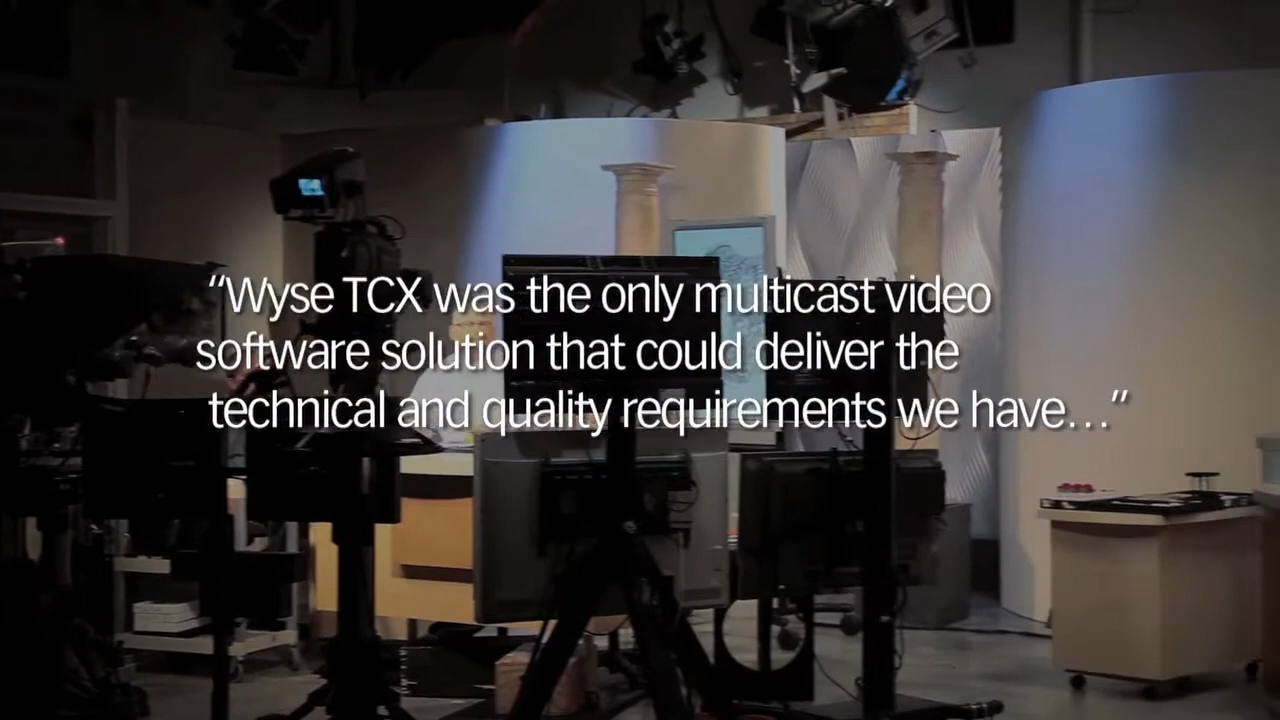 “Wyse TCX was the only multicast video
software solution that could deliver the
technical and quality requirements we have…”